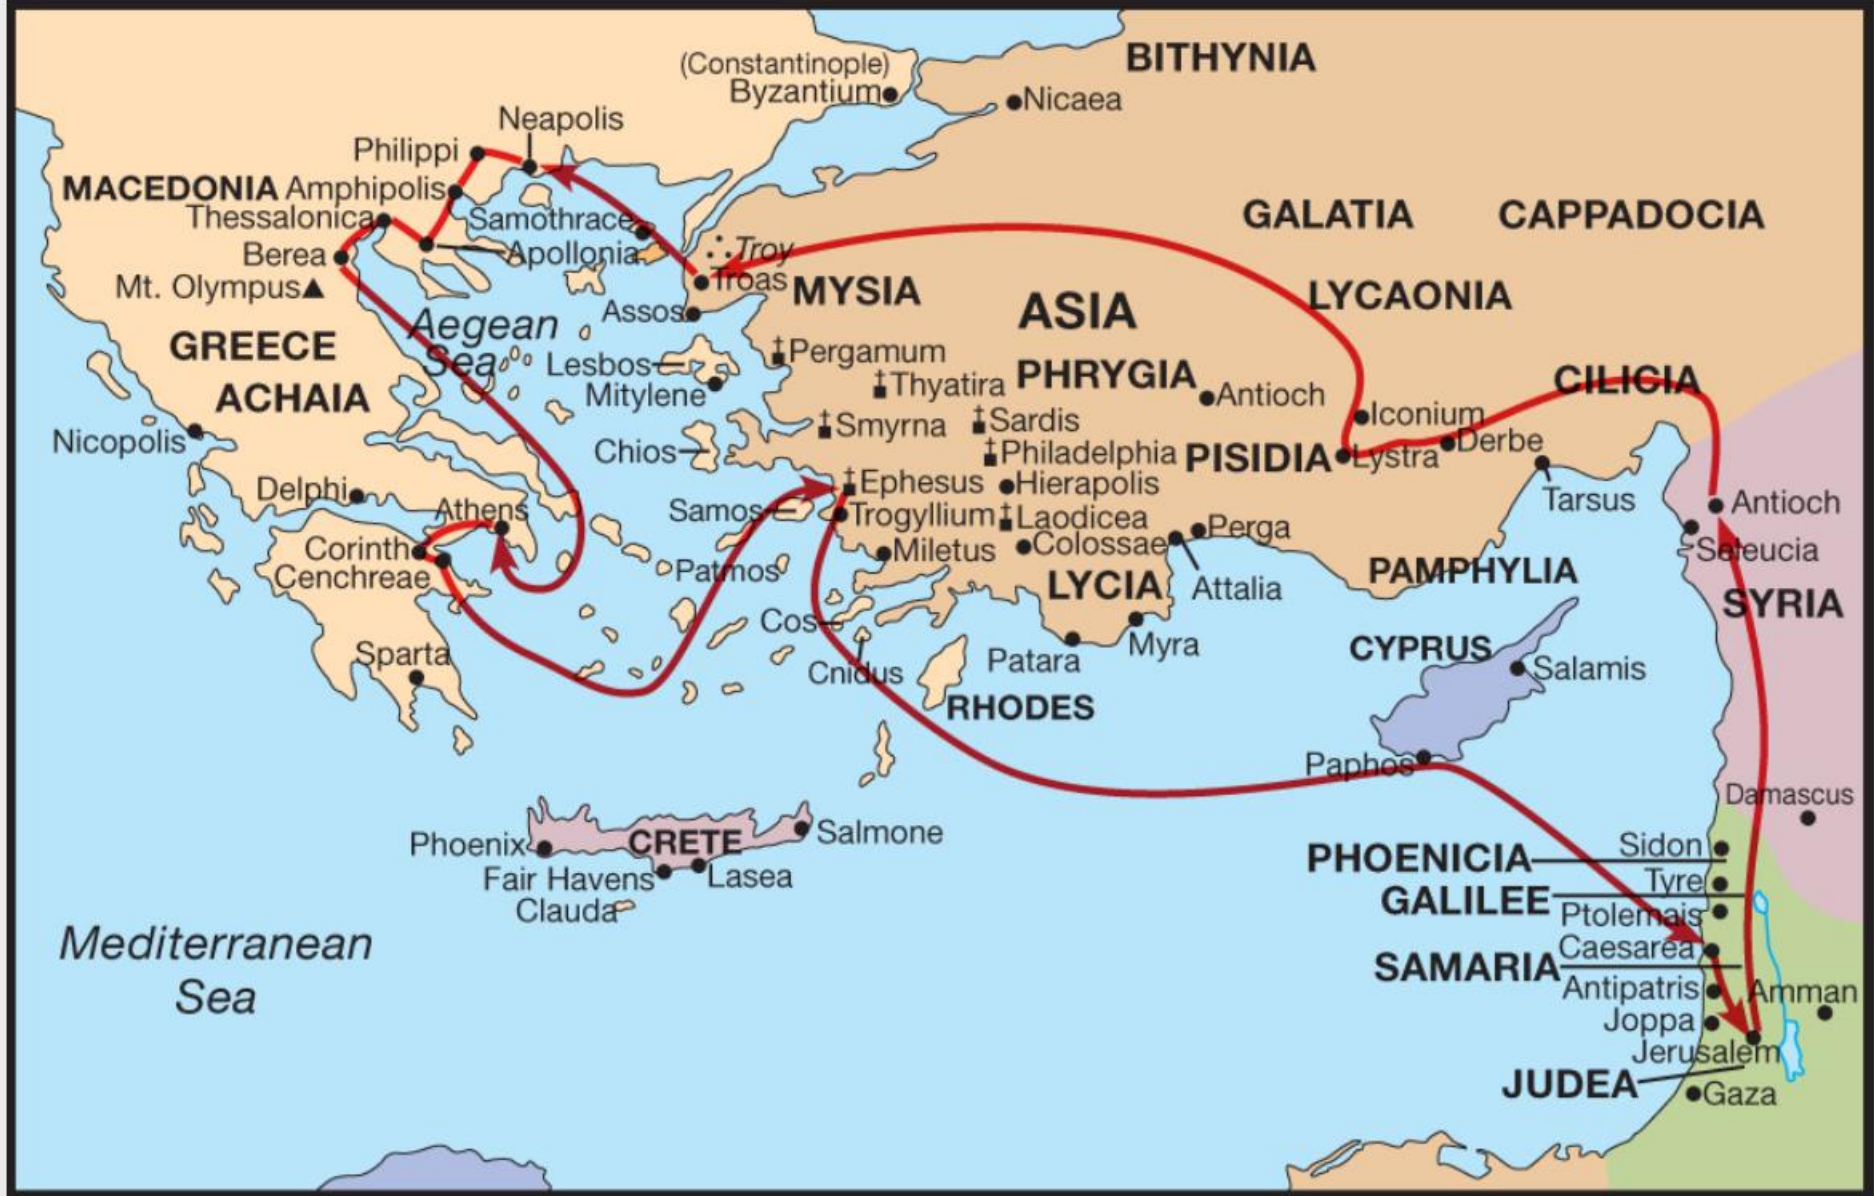 BITHYNIA
(Constantinople)
Byzantium
Nicaea
Neapolis
Philippi
MACEDONIA
Amphipolis
Thessalonica
Samothrace
GALATIA
CAPPADOCIA
Berea
Apollonia
Troy
Troas
Mt. Olympus
MYSIA
LYCAONIA
Assos
ASIA
Aegean
Sea
GREECE
Pergamum
Lesbos
Mitylene
Thyatira
PHRYGIA
Antioch
CILICIA
ACHAIA
Iconium
Nicopolis
Smyrna
Sardis
Derbe
Chios
Philadelphia
PISIDIA
Lystra
Delphi
Ephesus
Hierapolis
Tarsus
Antioch
Athens
Samos
Trogyllium
Laodicea
Perga
Corinth
Miletus
Colossae
Seleucia
Cenchreae
Patmos
LYCIA
Attalia
PAMPHYLIA
SYRIA
Cos
Sparta
Cnidus
Patara
Myra
CYPRUS
Salamis
RHODES
Paphos
Damascus
Phoenix
CRETE
Salmone
Sidon
PHOENICIA
Fair Havens
Lasea
Tyre
GALILEE
Clauda
Ptolemais
Mediterranean
Sea
Caesarea
SAMARIA
Antipatris
Amman
Joppa
Jerusalem
JUDEA
Gaza